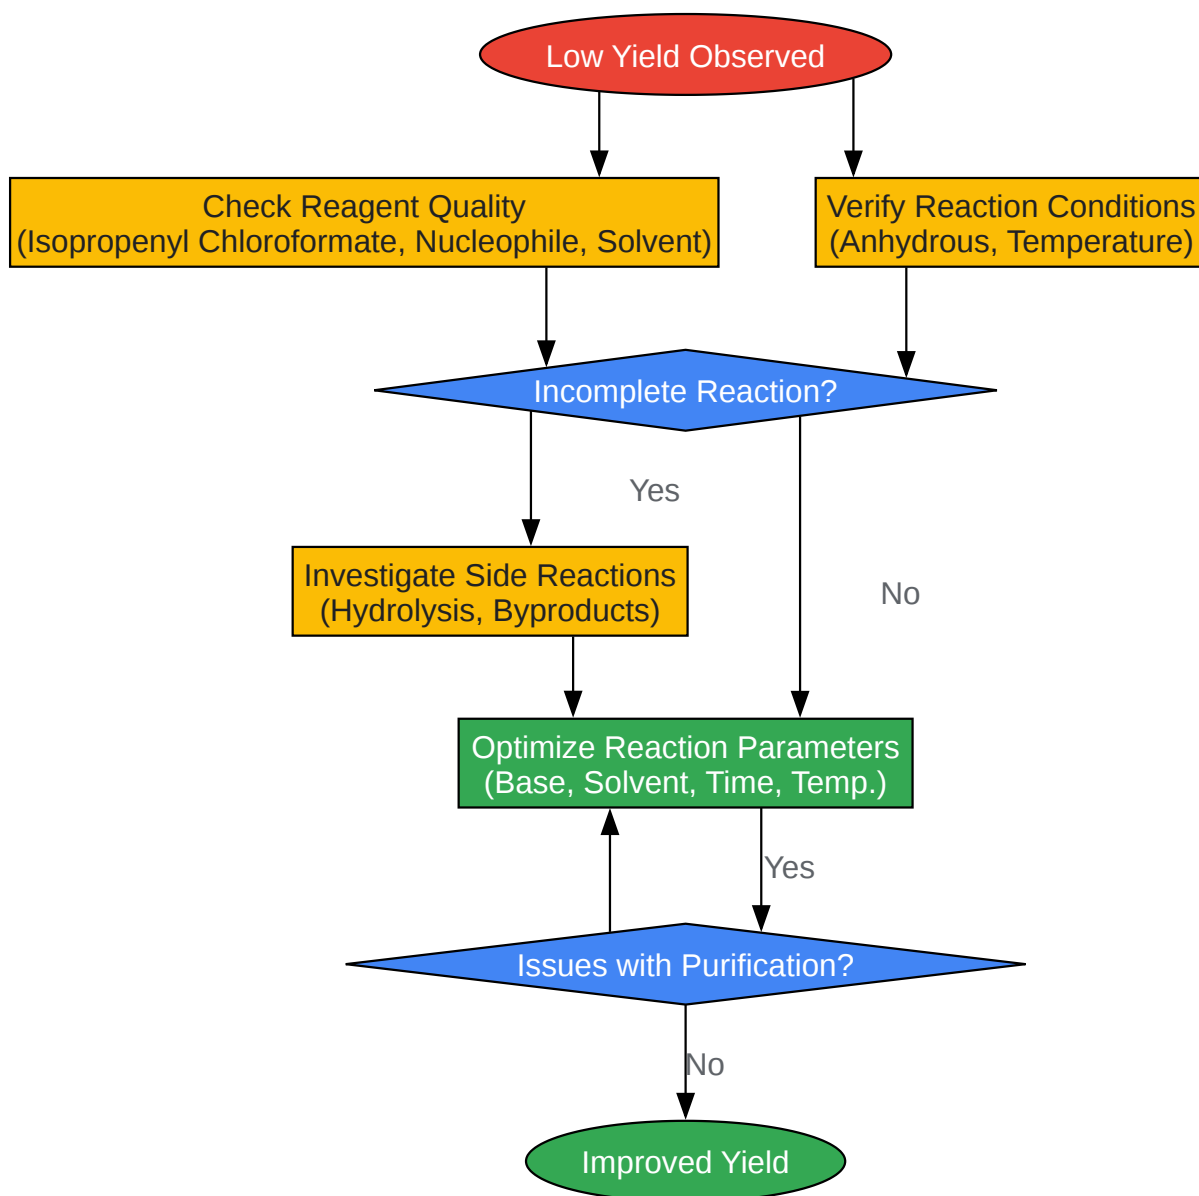 Low Yield Observed
Check Reagent Quality
(Isopropenyl Chloroformate, Nucleophile, Solvent)
Verify Reaction Conditions
(Anhydrous, Temperature)
Incomplete Reaction?
Yes
Investigate Side Reactions
(Hydrolysis, Byproducts)
No
Optimize Reaction Parameters
(Base, Solvent, Time, Temp.)
Yes
Issues with Purification?
No
Improved Yield